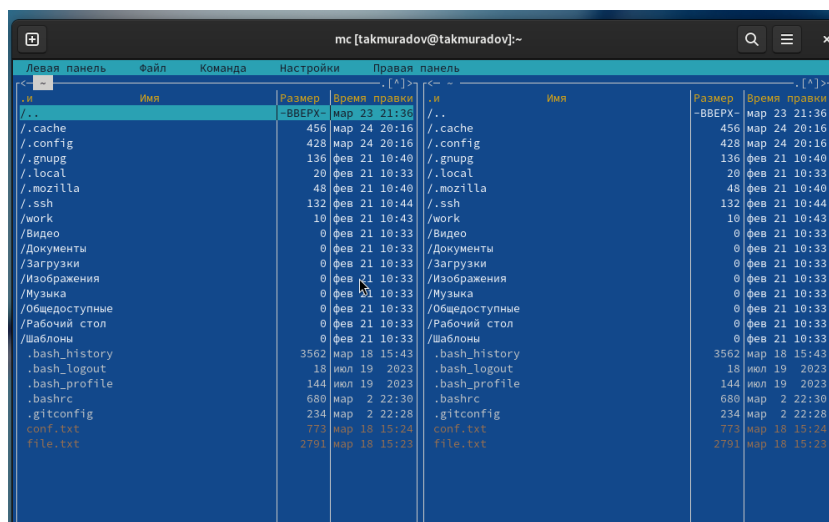 mc [takmuradov@takmuradov]:~
Левая панель Файл Команда Настройки Правая панель
<— ~ .[^]> <— ~ .[^]>
.и Имя Размер Время правки .и Имя Размер Время правки
/.. -ВВЕРХ- мар 23 21:36 /.. -ВВЕРХ- мар 23 21:36
/.cache 456 мар 24 20:16 /.cache 456 мар 24 20:16
/.config 428 мар 24 20:16 /.config 428 мар 24 20:16
/.gnupg 136 фев 21 10:40 /.gnupg 136 фев 21 10:40
/.local 20 фев 21 10:33 /.local 20 фев 21 10:33
/.mozilla 48 фев 21 10:40 /.mozilla 48 фев 21 10:40
/.ssh 132 фев 21 10:44 /.ssh 132 фев 21 10:44
/work 10 фев 21 10:43 /work 10 фев 21 10:43
/Видео 0 фев 21 10:33 /Видео 0 фев 21 10:33
/Документы 0 фев 21 10:33 /Документы 0 фев 21 10:33
/Загрузки 0 фев 21 10:33 /Загрузки 0 фев 21 10:33
/Изображения 0 фев 21 10:33 /Изображения 0 фев 21 10:33
/Музыка 0 фев 21 10:33 /Музыка 0 фев 21 10:33
/Общедоступные 0 фев 21 10:33 /Общедоступные 0 фев 21 10:33
/Рабочий стол 0 фев 21 10:33 /Рабочий стол 0 фев 21 10:33
/Шаблоны 0 фев 21 10:33 /Шаблоны 0 фев 21 10:33
.bash_history 3562 мар 18 15:43 .bash_history 3562 мар 18 15:43
.bash_logout 18 июл 19 2023 .bash_logout 18 июл 19 2023
.bash_profile 144 июл 19 2023 .bash_profile 144 июл 19 2023
.bashrc 680 мар 2 22:30 .bashrc 680 мар 2 22:30
.gitconfig 234 мар 2 22:28 .gitconfig 234 мар 2 22:28
conf.txt 773 мар 18 15:24 conf.txt 773 мар 18 15:24
file.txt 2791 мар 18 15:23 file.txt 2791 мар 18 15:23